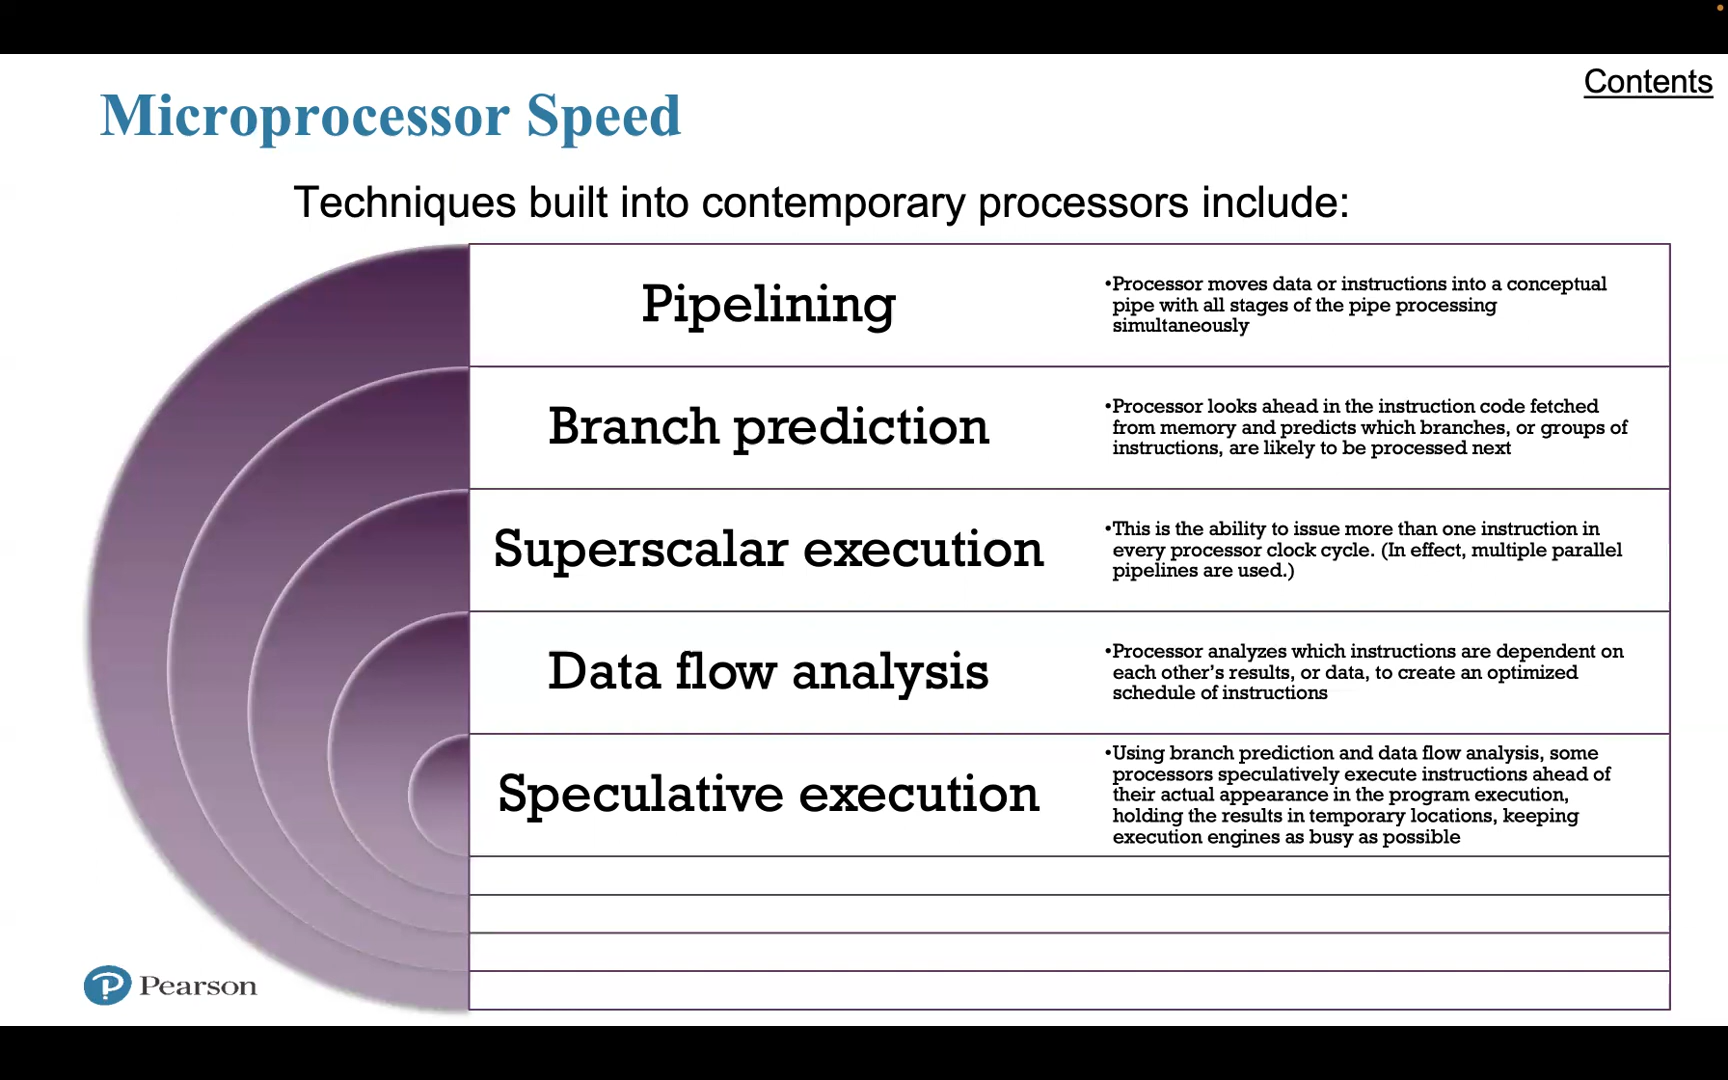 Contents
Microprocessor Speed
Techniques built into contemporary processors include:
Pipelining
•Processor moves data or instructions into a conceptual
pipe with all stages of the pipe processing
simultaneously
Branch prediction
•Processor looks ahead in the instruction code fetched
from memory and predicts which branches, or groups of
instructions, are likely to be processed next
Superscalar execution
•This is the ability to issue more than one instruction in
every processor clock cycle. (In effect, multiple parallel
pipelines are used.)
Data flow analysis
•Processor analyzes which instructions are dependent on
each other’s results, or data, to create an optimized
schedule of instructions
Speculative execution
•Using branch prediction and data flow analysis, some
processors speculatively execute instructions ahead of
their actual appearance in the program execution,
holding the results in temporary locations, keeping
execution engines as busy as possible
Pearson